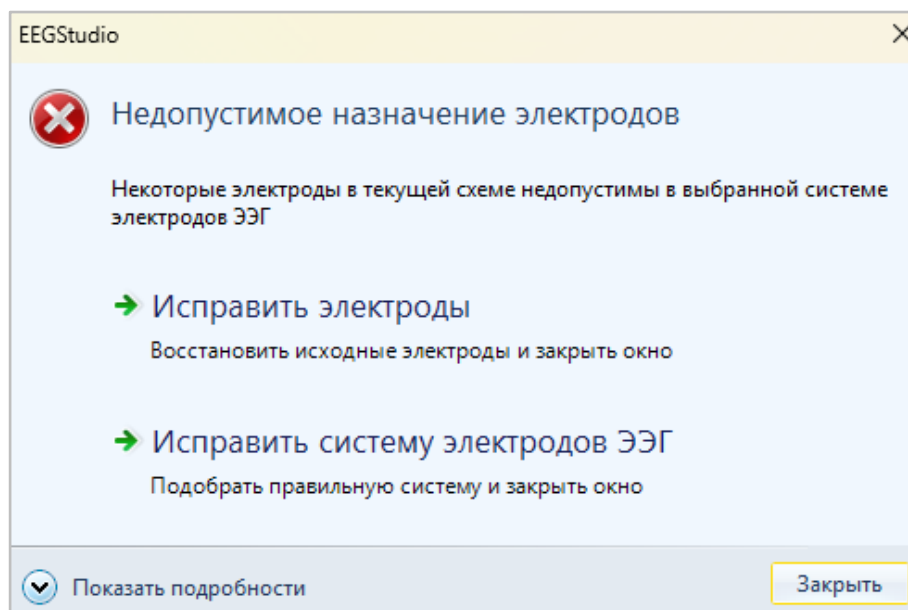 EEGStudio
Недопустимое назначение электродов
Некоторые электроды в текущей схеме недопустимы в выбранной системе
электродов ЭЭГ
Исправить электроды
Восстановить исходные электроды и закрыть окно
Исправить систему электродов ЭЭГ
Подобрать правильную систему и закрыть окно
Показать подробности
Закрыть